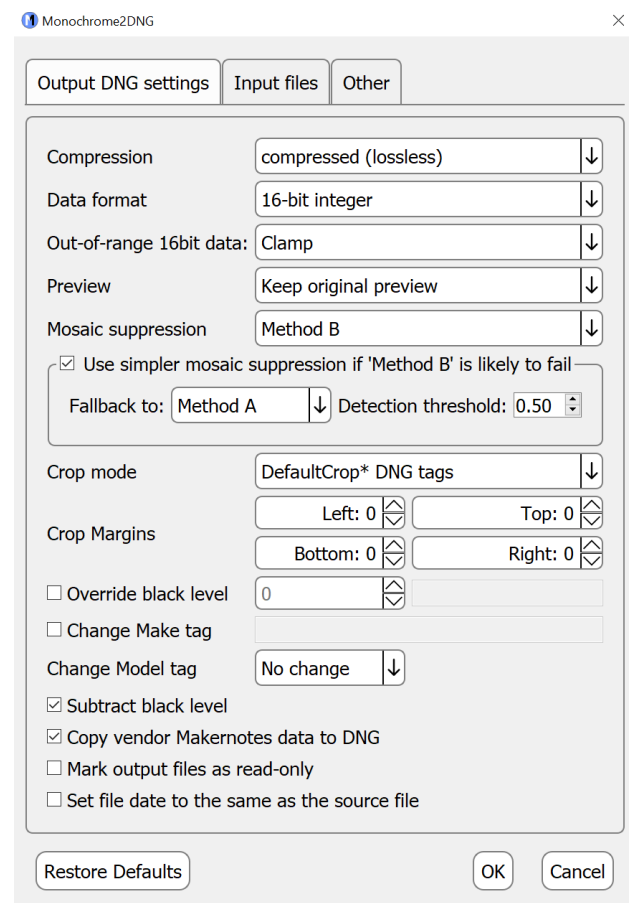 Monochrome2DNG
Output DNG settings Input files Other
Compression compressed (lossless)
Data format 16-bit integer
Out-of-range 16bit data: Clamp
Preview Keep original preview
Mosaic suppression Method B
Use simpler mosaic suppression if 'Method B' is likely to fail
Fallback to: Method A Detection threshold: 0.50
Crop mode DefaultCrop* DNG tags
Crop Margins
Left: 0 Top: 0
Bottom: 0 Right: 0
Override black level 0
Change Make tag
Change Model tag No change
Subtract black level
Copy vendor Makernotes data to DNG
Mark output files as read-only
Set file date to the same as the source file
Restore Defaults OK Cancel